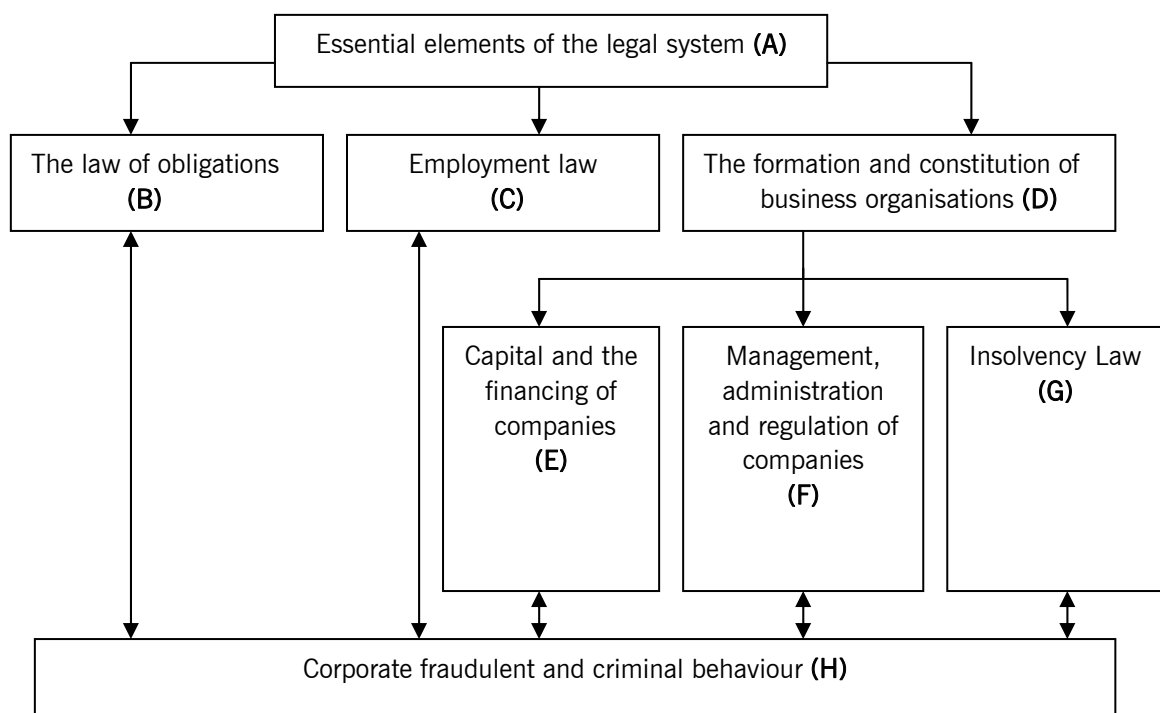 Essential elements of the legal system (A)
The law of obligations
(B)
Employment law
(C)
The formation and constitution of
business organisations (D)
Capital and the
financing of
companies
(E)
Management,
administration
and regulation of
companies
(F)
Insolvency Law
(G)
Corporate fraudulent and criminal behaviour (H)